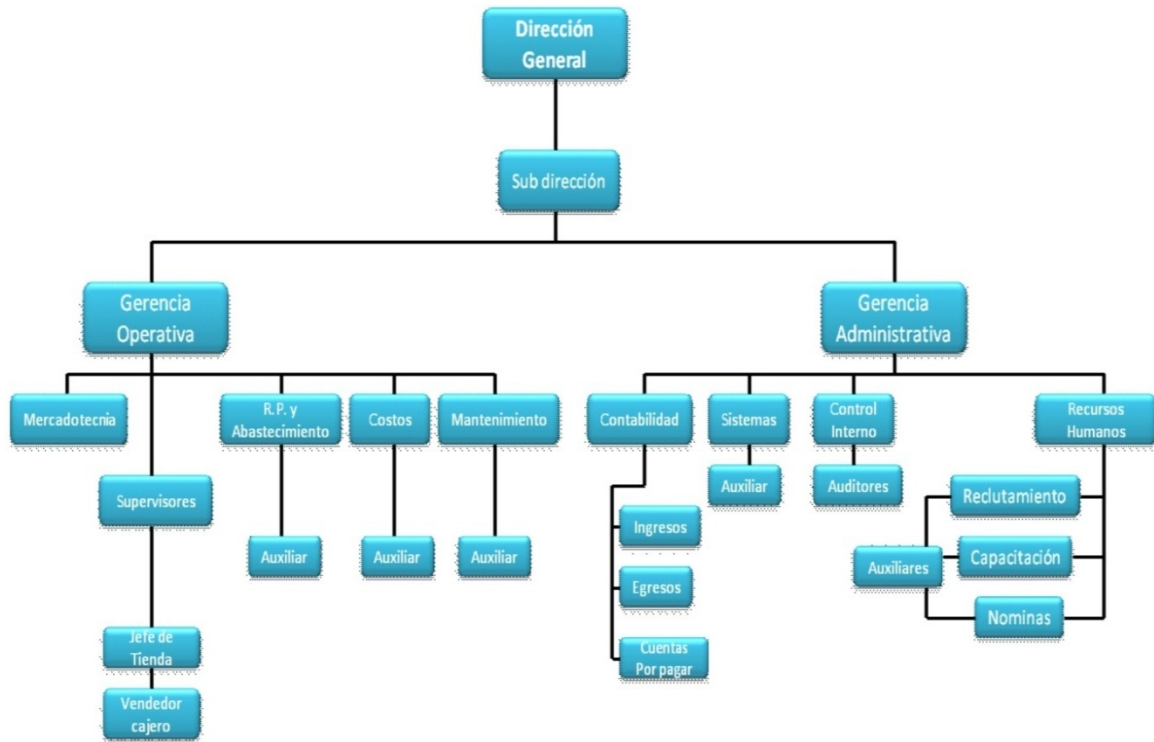 Dirección
General
Sub dirección
Gerencia
Operativa
Gerencia
Administrativa
Mercadotecnia
R.P. y
Abastecimiento
Costos
Mantenimiento
Contabilidad
Sistemas
Control
Interno
Recursos
Humanos
Supervisores
Auxiliar
Auditores
Reclutamiento
Ingresos
Auxiliar
Auxiliar
Auxiliar
Auxiliares
Capacitación
Egresos
Nominas
Jefe de
Tienda
Cuentas
Por pagar
Vendedor
cajero